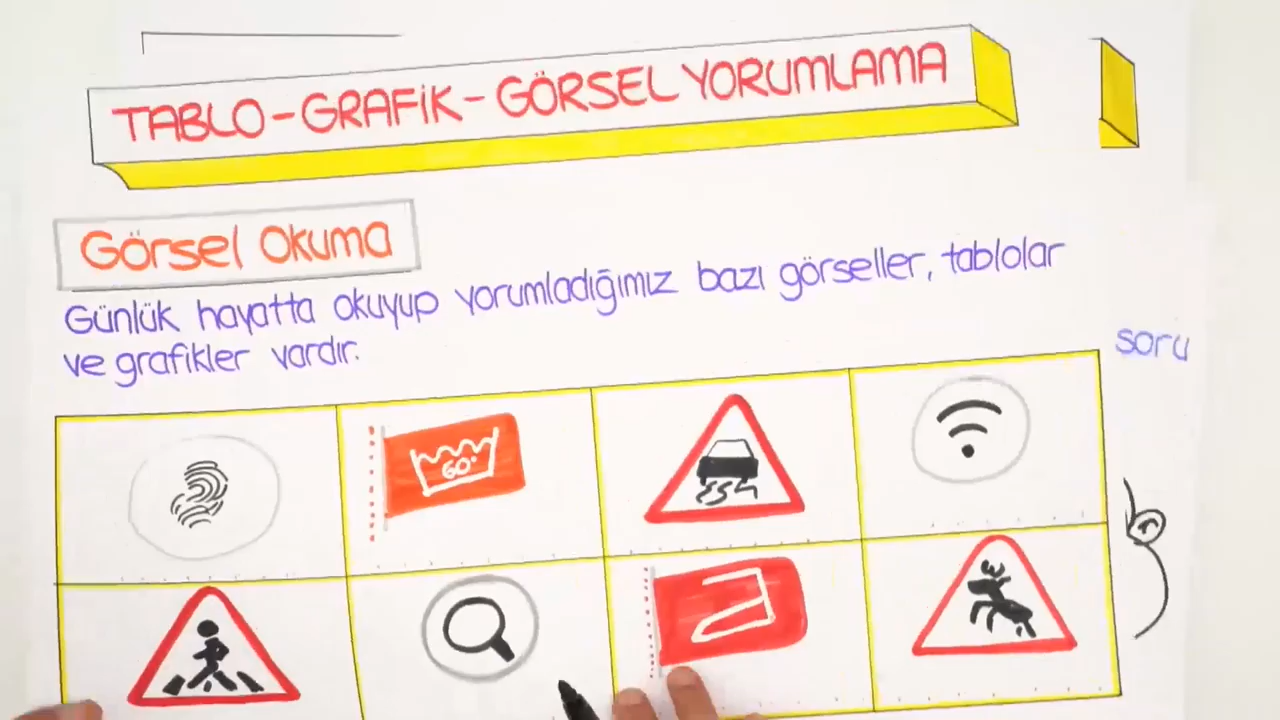 TABLO-GRAFİK-GÖRSEL YORUMLAMA
Görsel Okuma
Günlük hayatta okuyup yorumladığımız bazı görseller, tablolar
ve grafikler vardır.
soru
60°